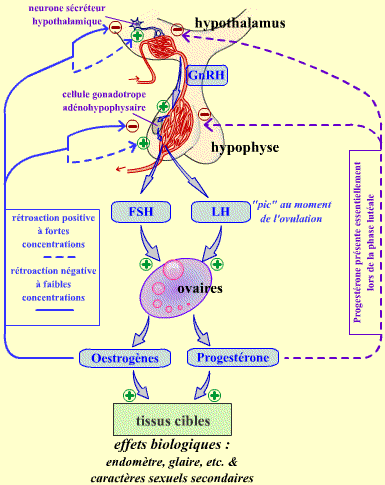 neurone sécréteur
hypothalamique
hypothalamus
GnRH
cellule gonadotrope
adénohypophysaire
hypophyse
FSH
LH
"pic" au moment
de l'ovulation
rétroaction positive
à fortes
concentrations
rétroaction négative
à faibles
concentrations
Progestérone présente essentiellement
lors de la phase lutéale
ovaires
Oestrogènes
Progestérone
tissus cibles
effets biologiques :
endomètre, glaire, etc. &
caractères sexuels secondaires